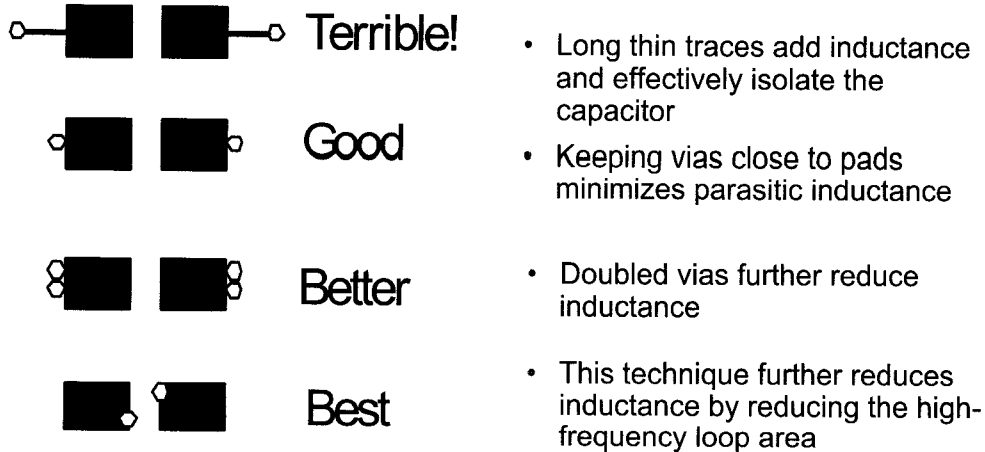 Terrible!
• Long thin traces add inductance
and effectively isolate the
capacitor
Good
• Keeping vias close to pads
minimizes parasitic inductance
Better
• Doubled vias further reduce
inductance
Best
• This technique further reduces
inductance by reducing the high-
frequency loop area